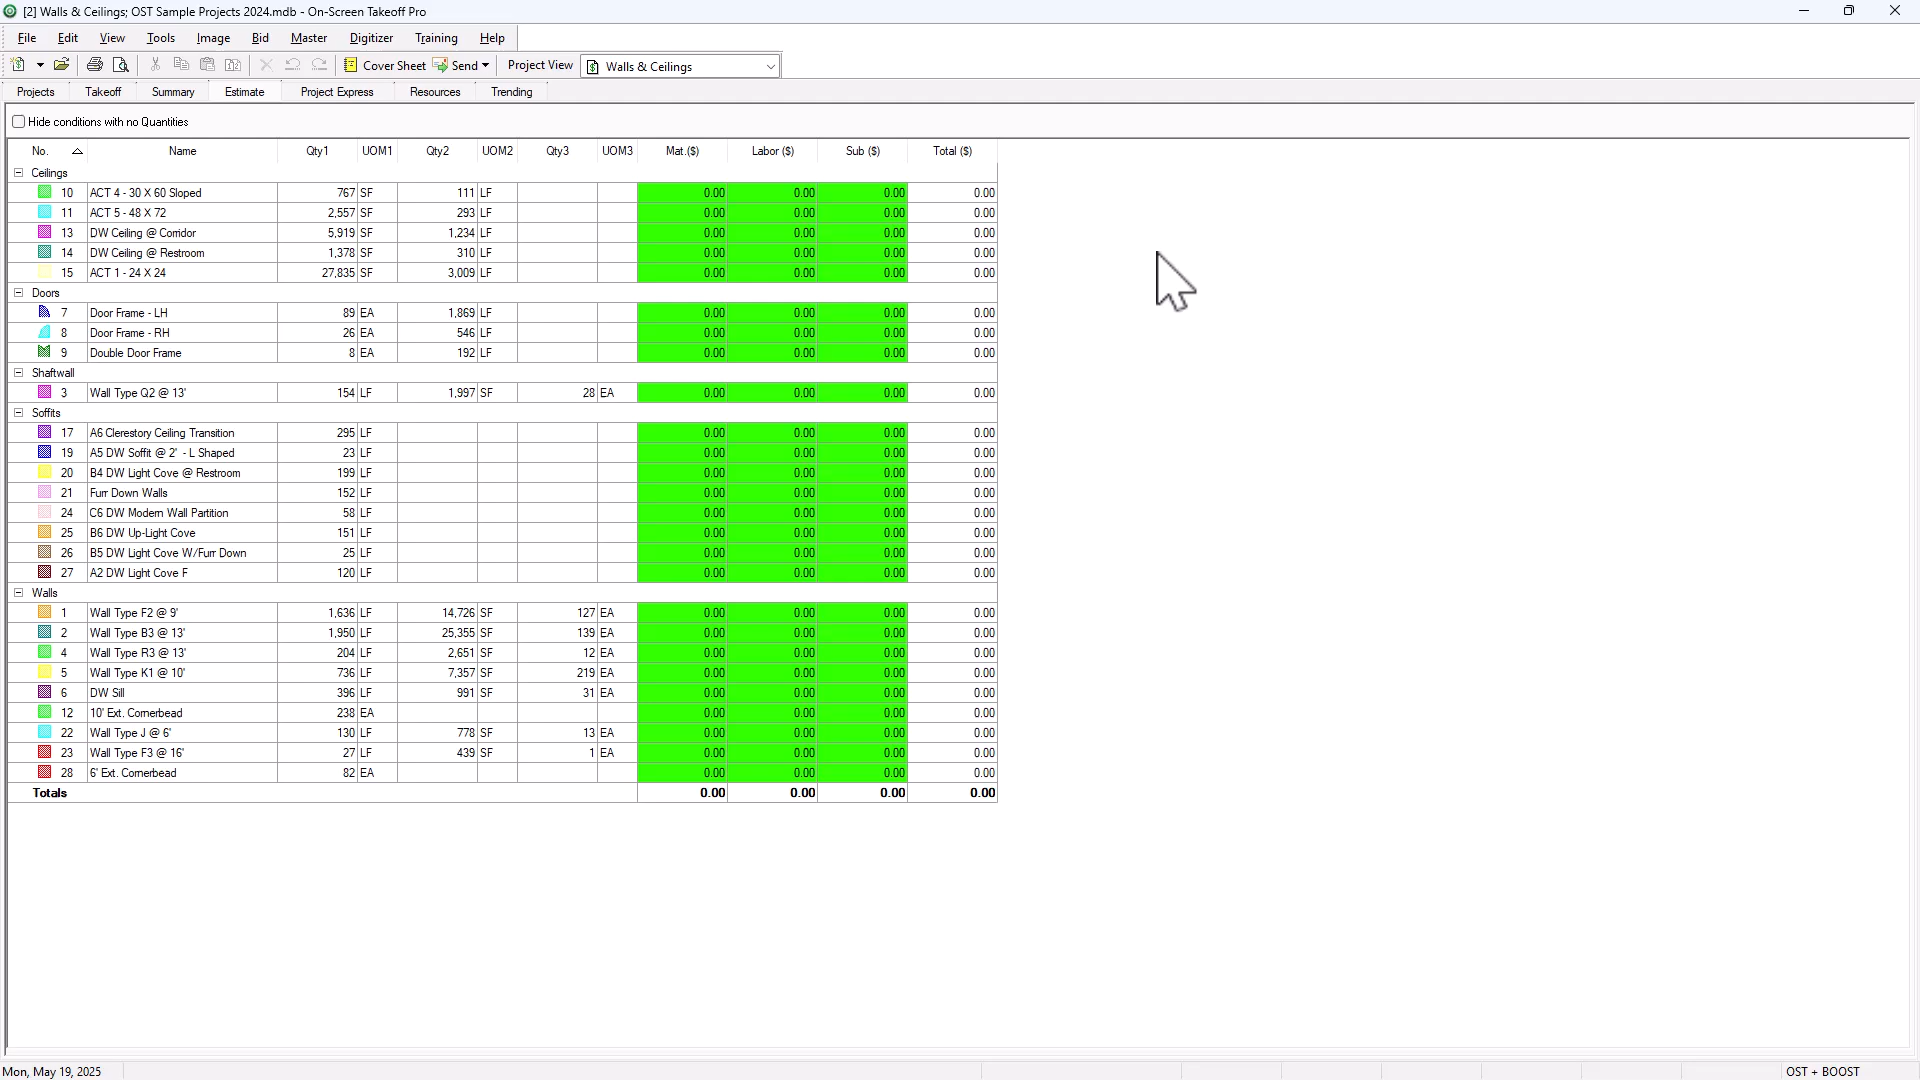 [2] Walls & Ceilings; OST Sample Projects 2024.mdb - On-Screen Takeoff Pro
File Edit View Tools Image Bid Master Digitizer Training Help
Cover Sheet Send Project View Walls & Ceilings
Projects Takeoff Summary Estimate Project Express Resources Trending
Hide conditions with no Quantities
No. Name Qty1 UOM1 Qty2 UOM2 Qty3 UOM3 Mat.($) Labor ($) Sub ($) Total ($)
Ceilings
10 ACT 4 - 30 X 60 Sloped 767 SF 111 LF 0.00 0.00 0.00 0.00
11 ACT 5 - 48 X 72 2,557 SF 293 LF 0.00 0.00 0.00 0.00
13 DW Ceiling @ Corridor 5,919 SF 1,234 LF 0.00 0.00 0.00 0.00
14 DW Ceiling @ Restroom 1,378 SF 310 LF 0.00 0.00 0.00 0.00
15 ACT 1 - 24 X 24 27,835 SF 3,009 LF 0.00 0.00 0.00 0.00
Doors
7 Door Frame - LH 89 EA 1,869 LF 0.00 0.00 0.00 0.00
8 Door Frame - RH 26 EA 546 LF 0.00 0.00 0.00 0.00
9 Double Door Frame 8 EA 192 LF 0.00 0.00 0.00 0.00
Shaftwall
3 Wall Type Q2 @ 13' 154 LF 1,997 SF 28 EA 0.00 0.00 0.00 0.00
Soffits
17 A6 Clerestory Ceiling Transition 295 LF 0.00 0.00 0.00 0.00
19 A5 DW Soffit @ 2' - L Shaped 23 LF 0.00 0.00 0.00 0.00
20 B4 DW Light Cove @ Restroom 199 LF 0.00 0.00 0.00 0.00
21 Furr Down Walls 152 LF 0.00 0.00 0.00 0.00
24 C6 DW Modern Wall Partition 58 LF 0.00 0.00 0.00 0.00
25 B6 DW Up-Light Cove 151 LF 0.00 0.00 0.00 0.00
26 B5 DW Light Cove W/Furr Down 25 LF 0.00 0.00 0.00 0.00
27 A2 DW Light Cove F 120 LF 0.00 0.00 0.00 0.00
Walls
1 Wall Type F2 @ 9' 1,636 LF 14,726 SF 127 EA 0.00 0.00 0.00 0.00
2 Wall Type B3 @ 13' 1,950 LF 25,355 SF 139 EA 0.00 0.00 0.00 0.00
4 Wall Type R3 @ 13' 204 LF 2,651 SF 12 EA 0.00 0.00 0.00 0.00
5 Wall Type K1 @ 10' 736 LF 7,357 SF 219 EA 0.00 0.00 0.00 0.00
6 DW Sill 396 LF 991 SF 31 EA 0.00 0.00 0.00 0.00
12 10' Ext. Cornerbead 238 EA 0.00 0.00 0.00 0.00
22 Wall Type J @ 6' 130 LF 778 SF 13 EA 0.00 0.00 0.00 0.00
23 Wall Type F3 @ 16' 27 LF 439 SF 1 EA 0.00 0.00 0.00 0.00
28 6' Ext. Cornerbead 82 EA 0.00 0.00 0.00 0.00
Totals 0.00 0.00 0.00 0.00
Mon, May 19, 2025 OST + BOOST